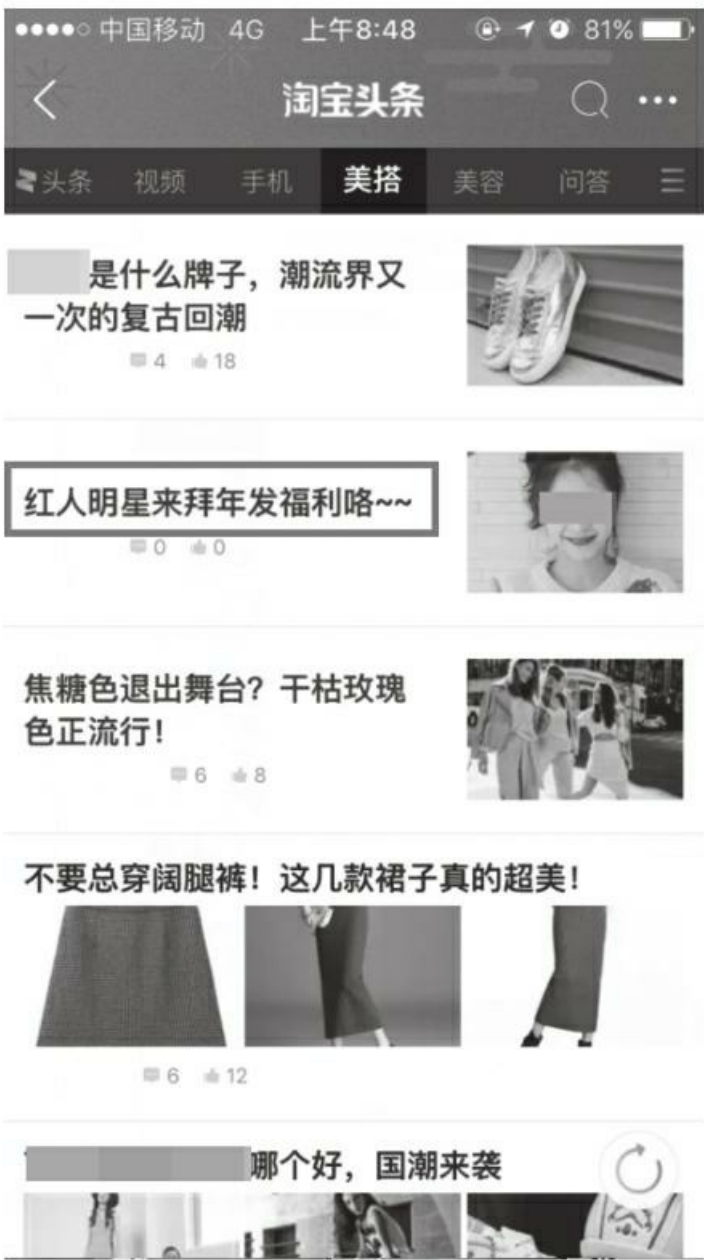 中国移动 4G 上午8:48 81%
淘宝头条
头条 视频 手机 美搭 美容 问答
是什么牌子，潮流界又
一次的复古回潮
4 18
红人明星来拜年发福利咯~~
0 0
焦糖色退出舞台？干枯玫瑰
色正流行！
6 8
不要总穿阔腿裤！这几款裙子真的超美！
6 12
哪个好，国潮来袭